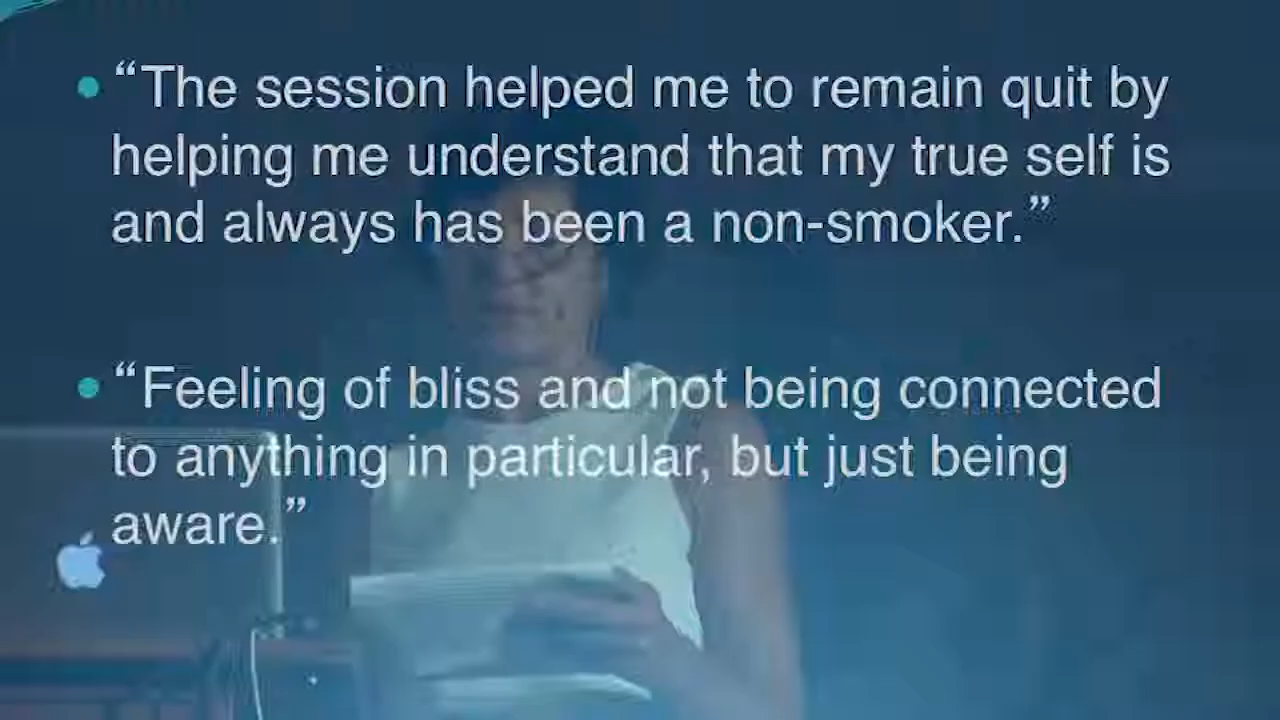 • “The session helped me to remain quit by
helping me understand that my true self is
and always has been a non-smoker.”
• “Feeling of bliss and not being connected
to anything in particular, but just being
aware.”